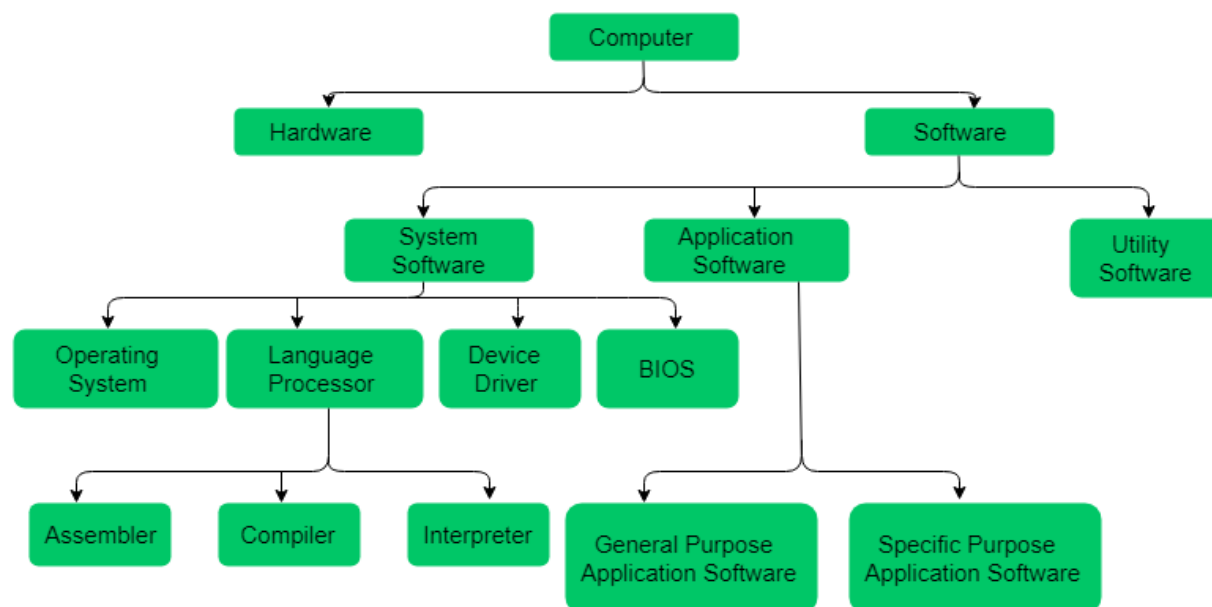 Computer
Hardware
Software
System
Software
Application
Software
Utility
Software
Operating
System
Language
Processor
Device
Driver
BIOS
Assembler
Compiler
Interpreter
General Purpose
Application Software
Specific Purpose
Application Software